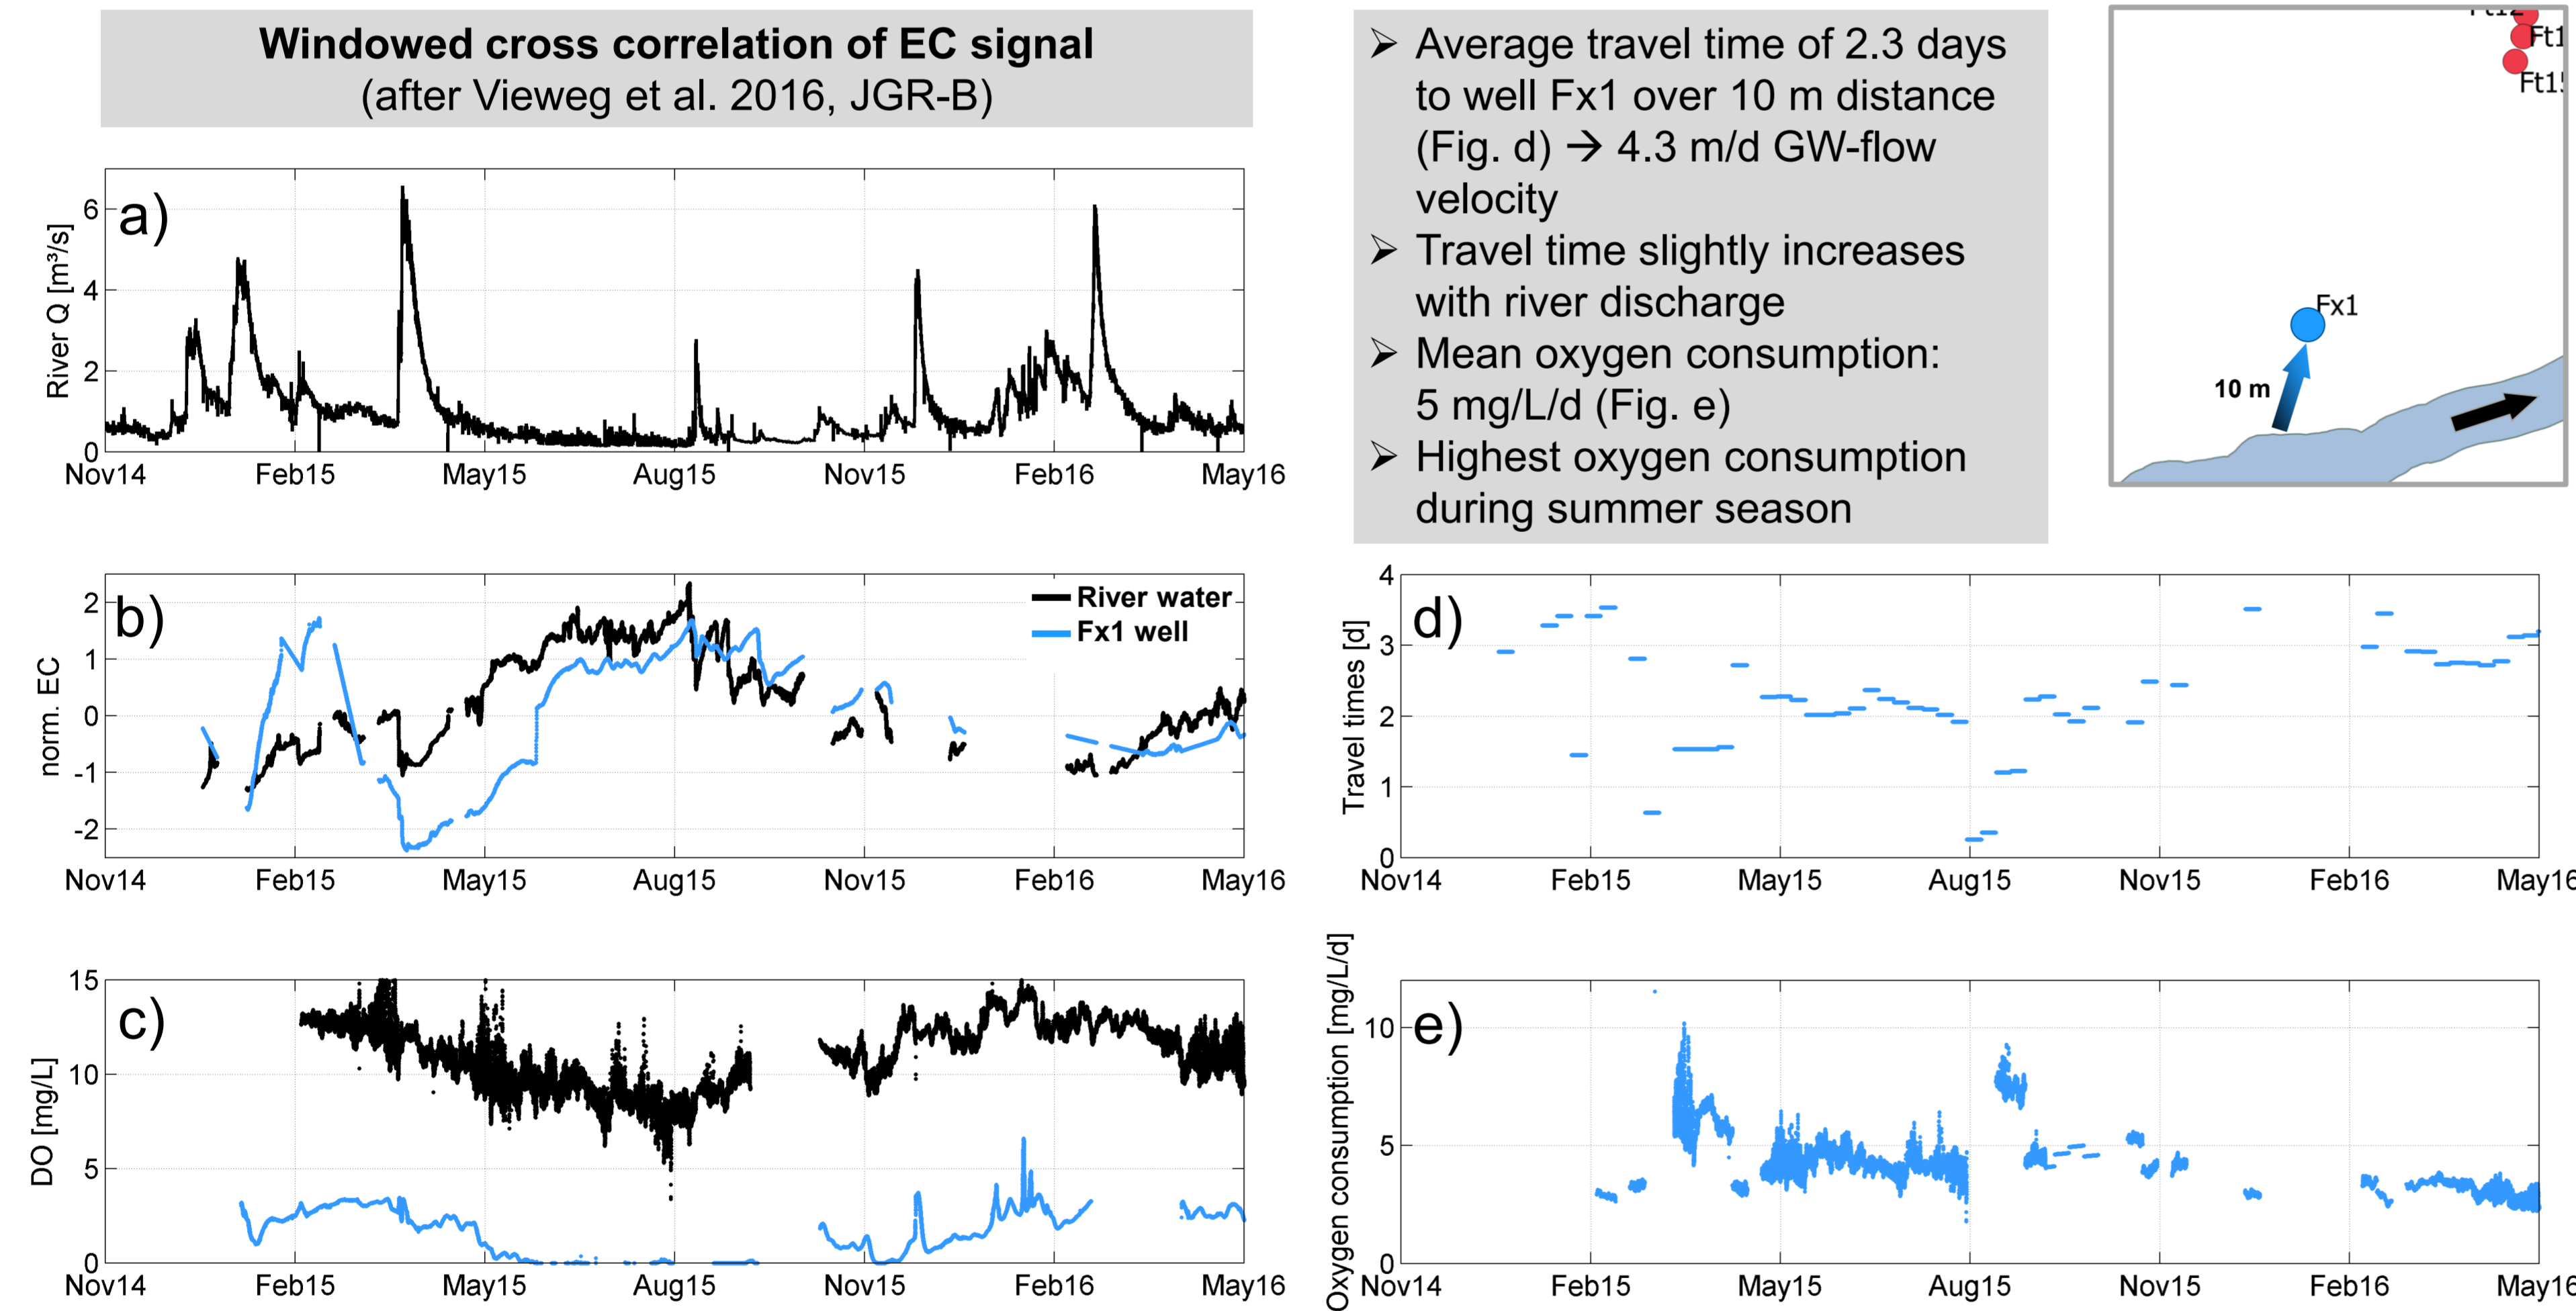 Windowed cross correlation of EC signal
(after Vieweg et al. 2016, JGR-B)
➢ Average travel time of 2.3 days
to well Fx1 over 10 m distance
(Fig. d) → 4.3 m/d GW-flow
velocity
➢ Travel time slightly increases
with river discharge
➢ Mean oxygen consumption:
5 mg/L/d (Fig. e)
➢ Highest oxygen consumption
during summer season
Fx1
10 m
a)
River Q [m³/s]
6
4
2
0
Nov14 Feb15 May15 Aug15 Nov15 Feb16 May16
b)
River water
Fx1 well
norm. EC
2
1
0
-1
-2
Nov14 Feb15 May15 Aug15 Nov15 Feb16 May16
d)
Travel times [d]
4
3
2
1
0
Nov14 Feb15 May15 Aug15 Nov15 Feb16
c)
DO [mg/L]
15
10
5
0
Nov14 Feb15 May15 Aug15 Nov15 Feb16 May16
e)
Oxygen consumption [mg/L/d]
10
5
0
Nov14 Feb15 May15 Aug15 Nov15 Feb16